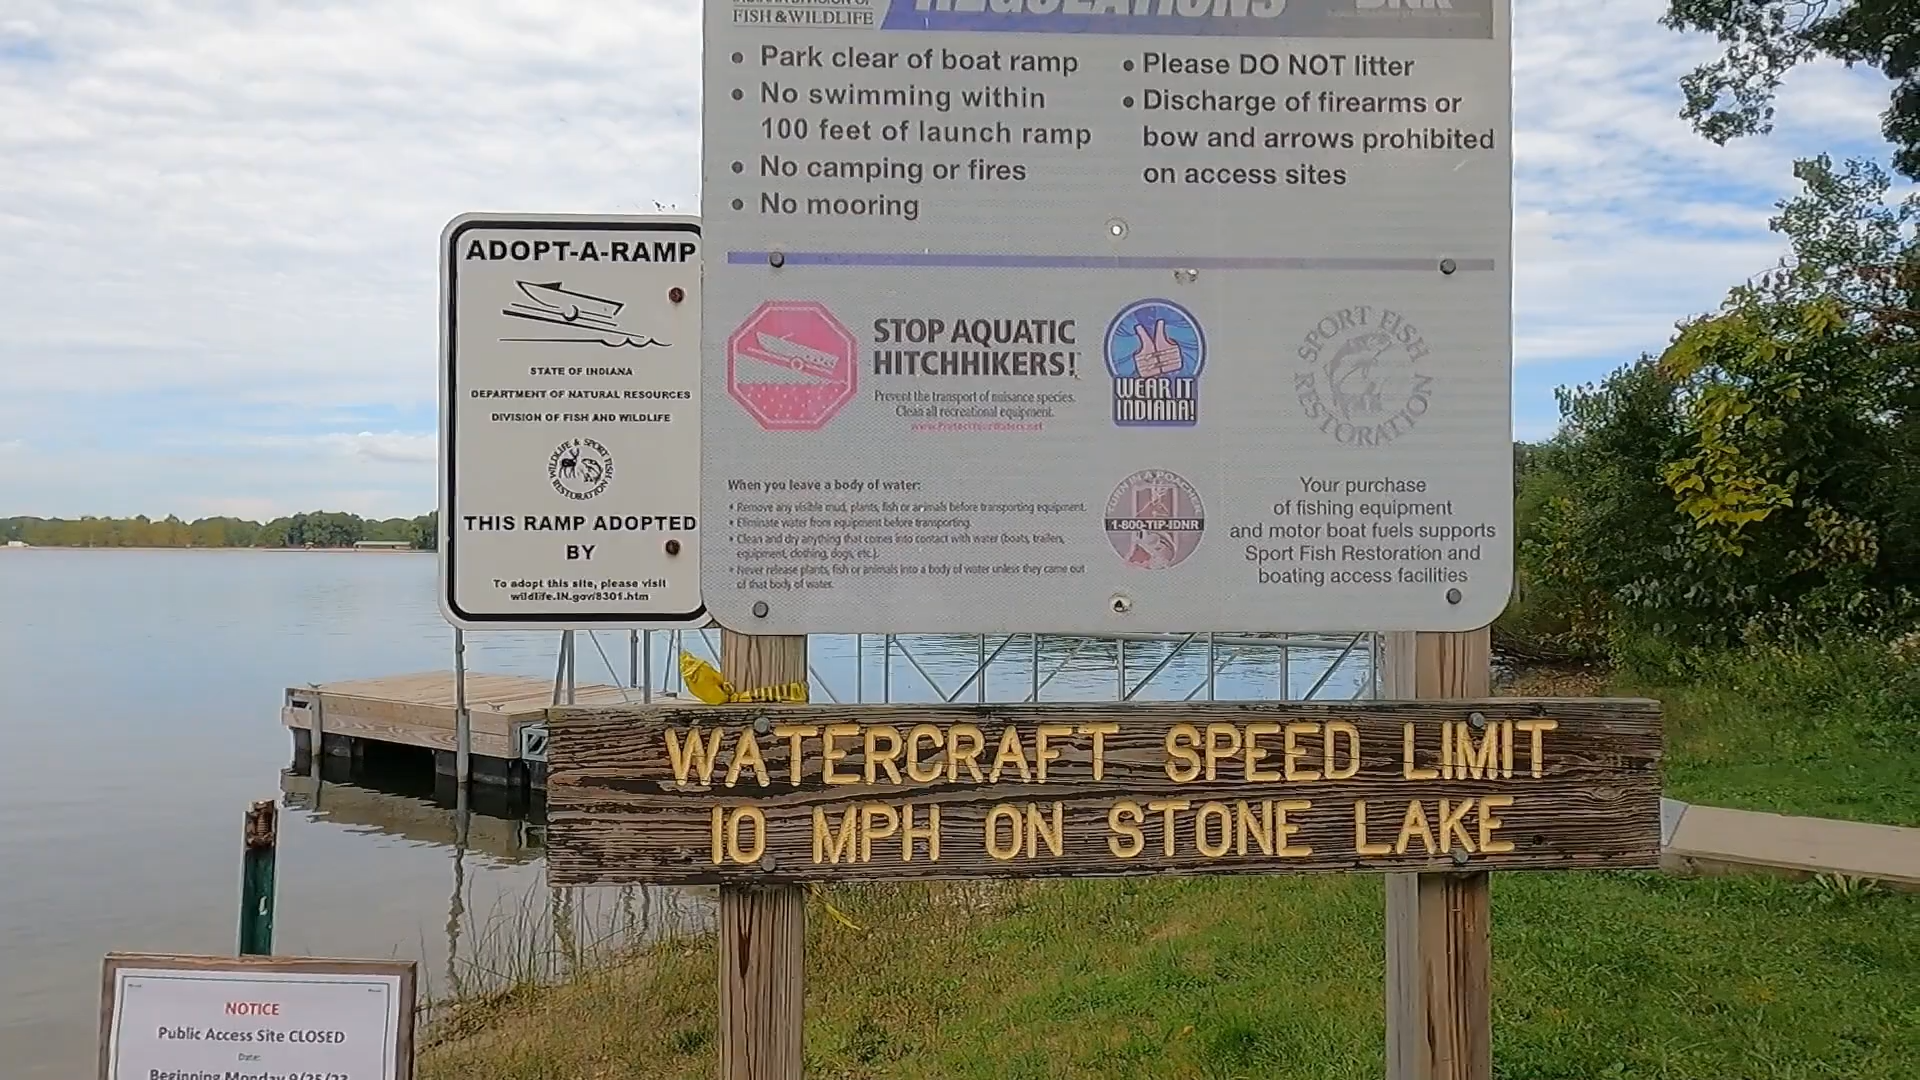 FISH & WILDLIFE
REGULATIONS
DNR
Park clear of boat ramp
No swimming within
100 feet of launch ramp
No camping or fires
No mooring
Please DO NOT litter
Discharge of firearms or
bow and arrows prohibited
on access sites
STOP AQUATIC
HITCHHIKERS!
Prevent the transport of nuisance species.
Clean all recreational equipment.
www.ProtectYourWaters.net
WEAR IT
INDIANA!
SPORT FISH
RESTORATION
When you leave a body of water:
Remove any visible mud, plants, fish or animals before transporting equipment.
Eliminate water from equipment before transporting.
Clean and dry anything that comes into contact with water (boats, trailers,
equipment, clothing, dogs, etc.).
Never release plants, fish or animals into a body of water unless they came out
of that body of water.
TURN IN A POACHER
1-800-TIP-IDNR
Your purchase
of fishing equipment
and motor boat fuels supports
Sport Fish Restoration and
boating access facilities
ADOPT-A-RAMP
STATE OF INDIANA
DEPARTMENT OF NATURAL RESOURCES
DIVISION OF FISH AND WILDLIFE
WILDLIFE & SPORT FISH
RESTORATION
THIS RAMP ADOPTED
BY
To adopt this site, please visit
wildlife.IN.gov/8301.htm
WATERCRAFT SPEED LIMIT
10 MPH ON STONE LAKE
NOTICE
Public Access Site CLOSED
Date:
Beginning Monday 9/25/23